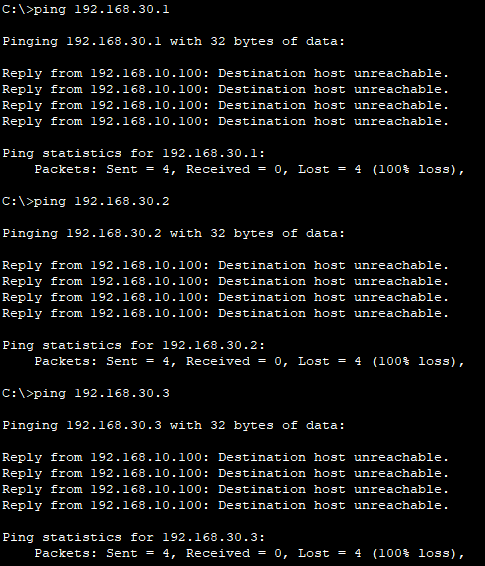 C:\>ping 192.168.30.1
Pinging 192.168.30.1 with 32 bytes of data:
Reply from 192.168.10.100: Destination host unreachable.
Reply from 192.168.10.100: Destination host unreachable.
Reply from 192.168.10.100: Destination host unreachable.
Reply from 192.168.10.100: Destination host unreachable.
Ping statistics for 192.168.30.1:
    Packets: Sent = 4, Received = 0, Lost = 4 (100% loss),
C:\>ping 192.168.30.2
Pinging 192.168.30.2 with 32 bytes of data:
Reply from 192.168.10.100: Destination host unreachable.
Reply from 192.168.10.100: Destination host unreachable.
Reply from 192.168.10.100: Destination host unreachable.
Reply from 192.168.10.100: Destination host unreachable.
Ping statistics for 192.168.30.2:
    Packets: Sent = 4, Received = 0, Lost = 4 (100% loss),
C:\>ping 192.168.30.3
Pinging 192.168.30.3 with 32 bytes of data:
Reply from 192.168.10.100: Destination host unreachable.
Reply from 192.168.10.100: Destination host unreachable.
Reply from 192.168.10.100: Destination host unreachable.
Reply from 192.168.10.100: Destination host unreachable.
Ping statistics for 192.168.30.3:
    Packets: Sent = 4, Received = 0, Lost = 4 (100% loss),